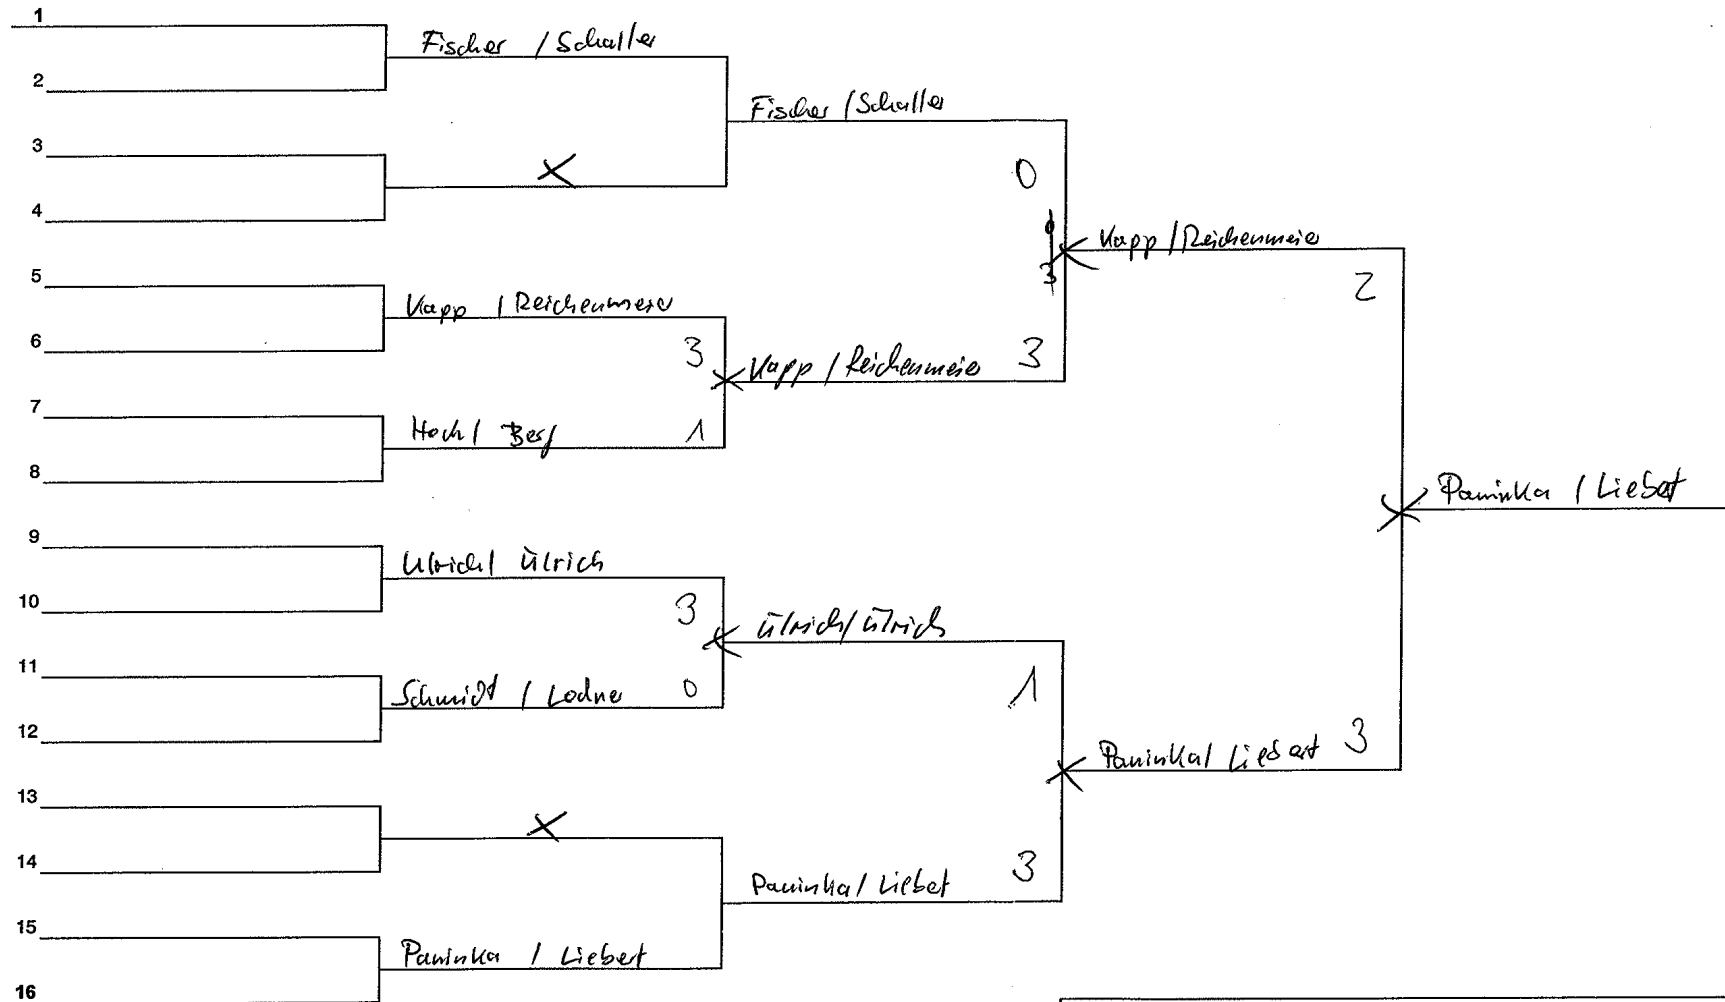 1
Fischer / Schaller
2
Fischer / Schaller
3
X
0
4
Kapp / Reichenmeier
5
3
2
Kapp / Reichenmeier
6
3
Kapp / Reichenmeier
3
7
Hoch / Berg
1
8
Paninka / Liebert
9
Ulrich / Ulrich
10
3
Ulrich / Ulrich
11
Schmidt / Lodner
0
1
12
Paninka / Liebert
3
13
X
14
Paninka / Liebert
3
15
Paninka / Liebert
16